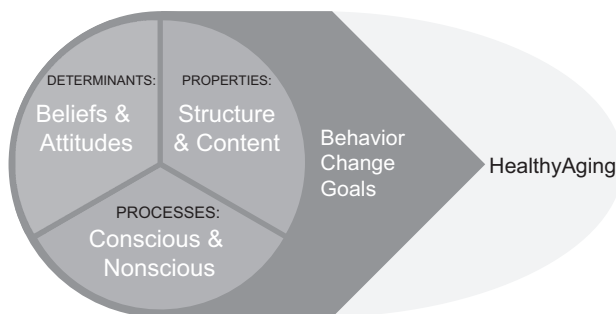 DETERMINANTS:
Beliefs &
Attitudes
PROPERTIES:
Structure
& Content
PROCESSES:
Conscious &
Nonscious
Behavior
Change
Goals
HealthyAging